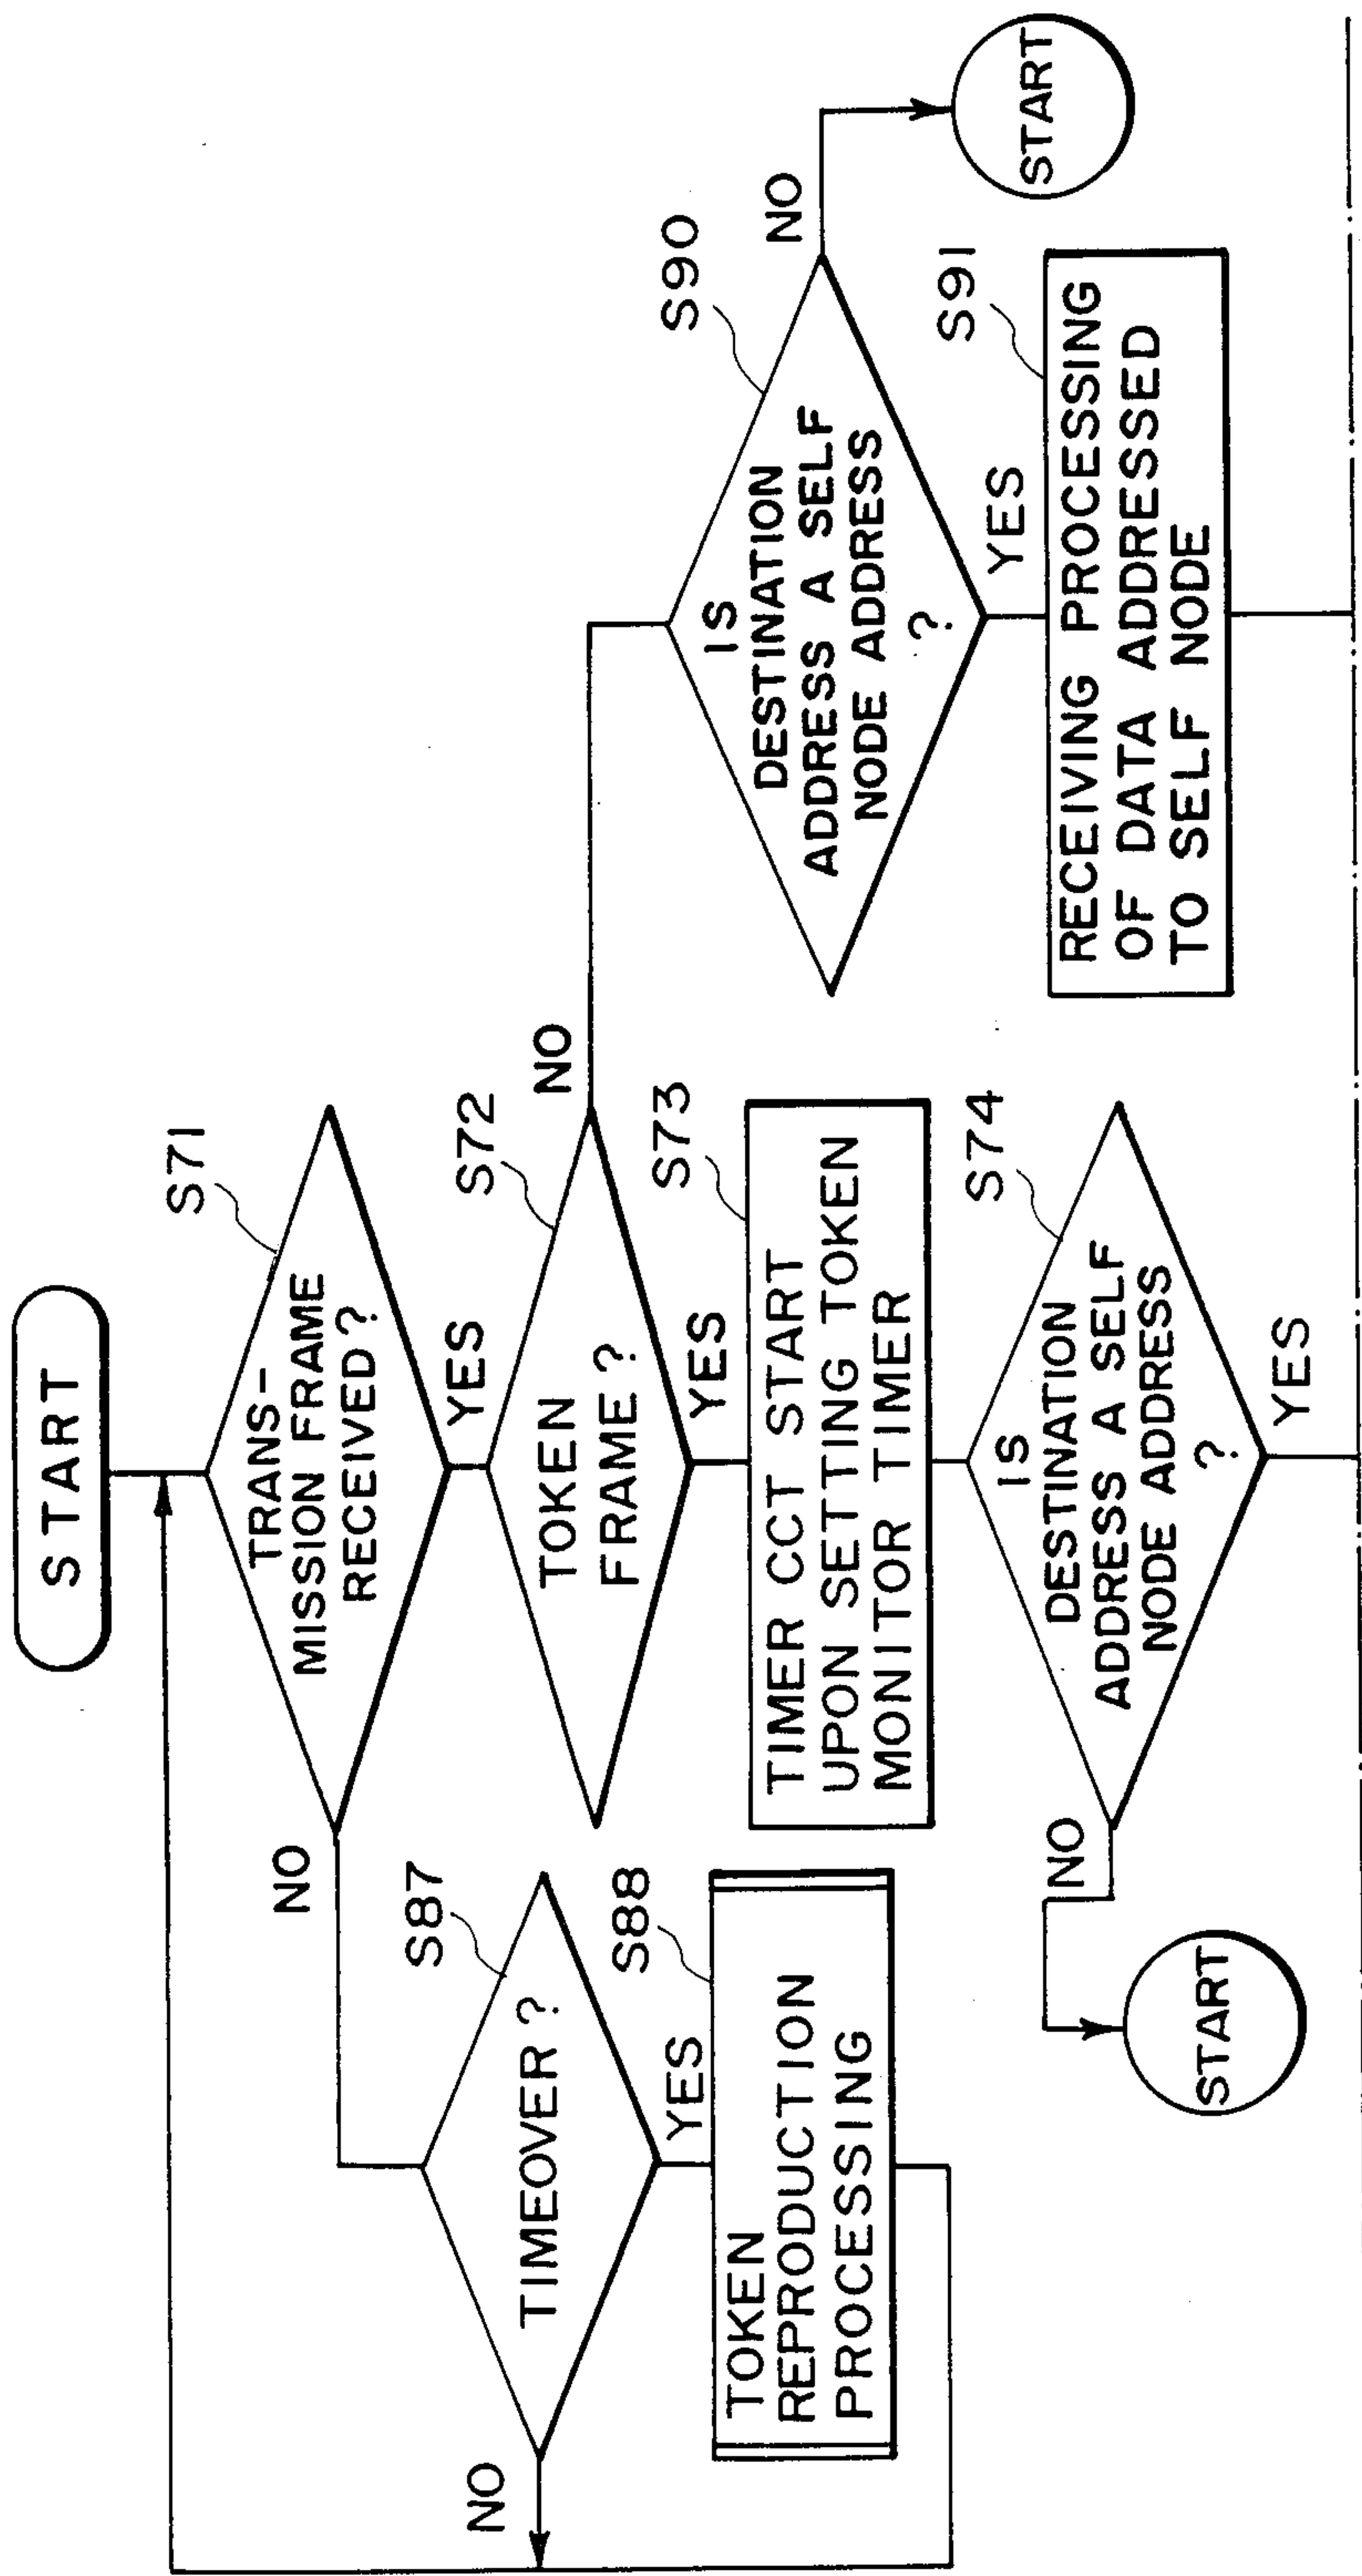 START
S71
TRANS-
MISSION FRAME
RECEIVED?
NO
YES
S87
TIMEOVER?
NO
YES
S88
TOKEN
REPRODUCTION
PROCESSING
S72
TOKEN
FRAME?
NO
YES
S73
TIMER CCT START
UPON SETTING TOKEN
MONITOR TIMER
S74
IS
DESTINATION
ADDRESS A SELF
NODE ADDRESS
?
NO
START
YES
S90
IS
DESTINATION
ADDRESS A SELF
NODE ADDRESS
?
NO
START
YES
S91
RECEIVING PROCESSING
OF DATA ADDRESSED
TO SELF NODE